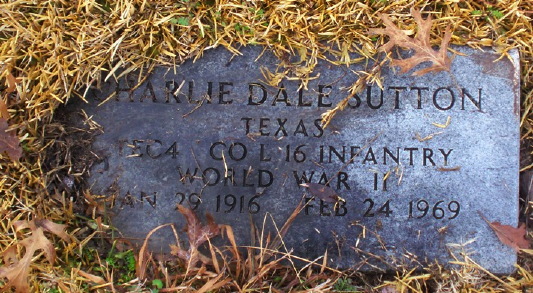 CHARLIE DALE SUTTON
TEXAS
TEC4 CO L 16 INFANTRY
WORLD WAR II
JAN 29 1916 FEB 24 1969